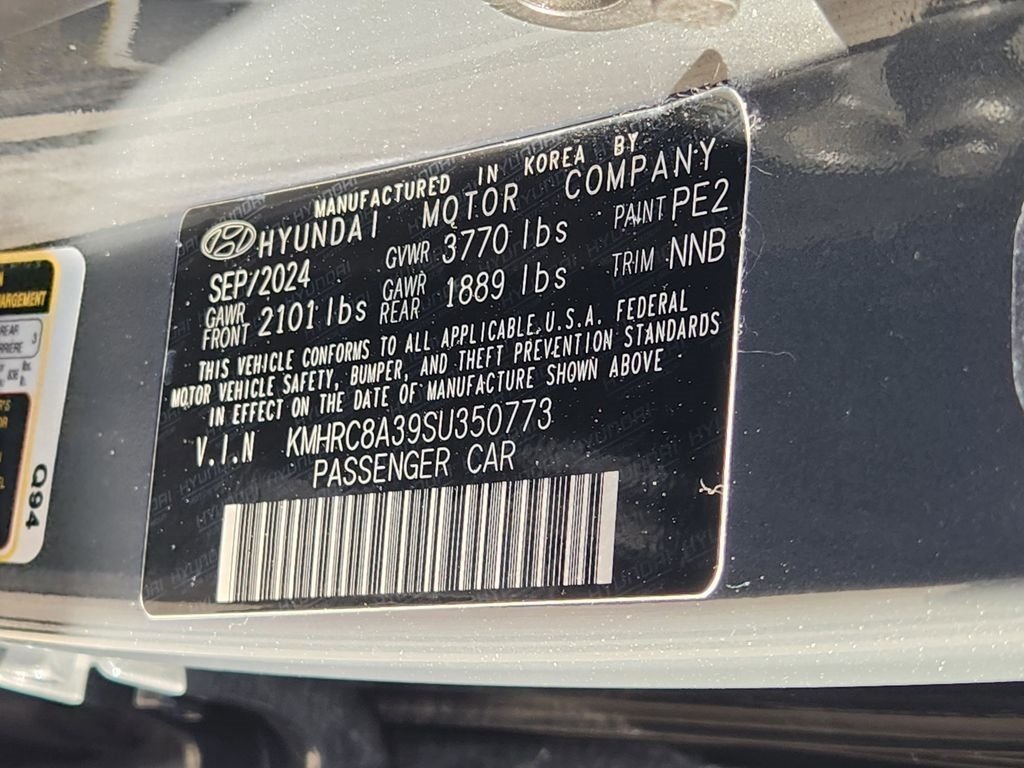 MANUFACTURED IN KOREA BY
HYUNDAI MOTOR COMPANY
SEP/2024 GVWR 3770 lbs PAINT PE2
GAWR FRONT 2101 lbs GAWR REAR 1889 lbs TRIM NNB
THIS VEHICLE CONFORMS TO ALL APPLICABLE U.S.A. FEDERAL
MOTOR VEHICLE SAFETY, BUMPER, AND THEFT PREVENTION STANDARDS
IN EFFECT ON THE DATE OF MANUFACTURE SHOWN ABOVE
V.I.N KMHRC8A39SU350773
PASSENGER CAR
Q94